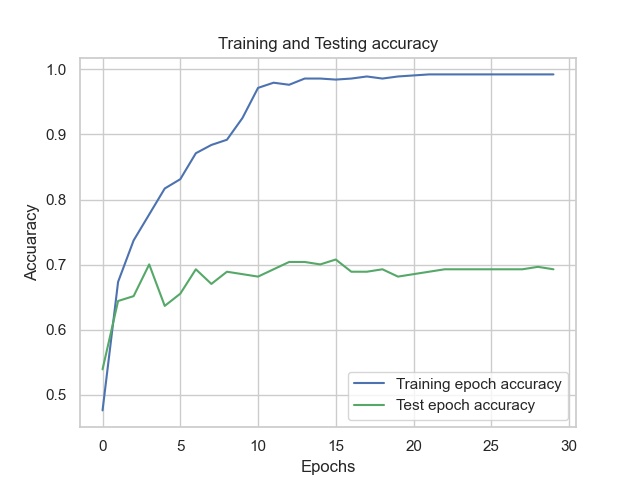 Training and Testing accuracy
1.0
0.9
0.8
0.7
0.6
0.5
Accuaracy
Training epoch accuracy
Test epoch accuracy
0 5 10 15 20 25 30
Epochs